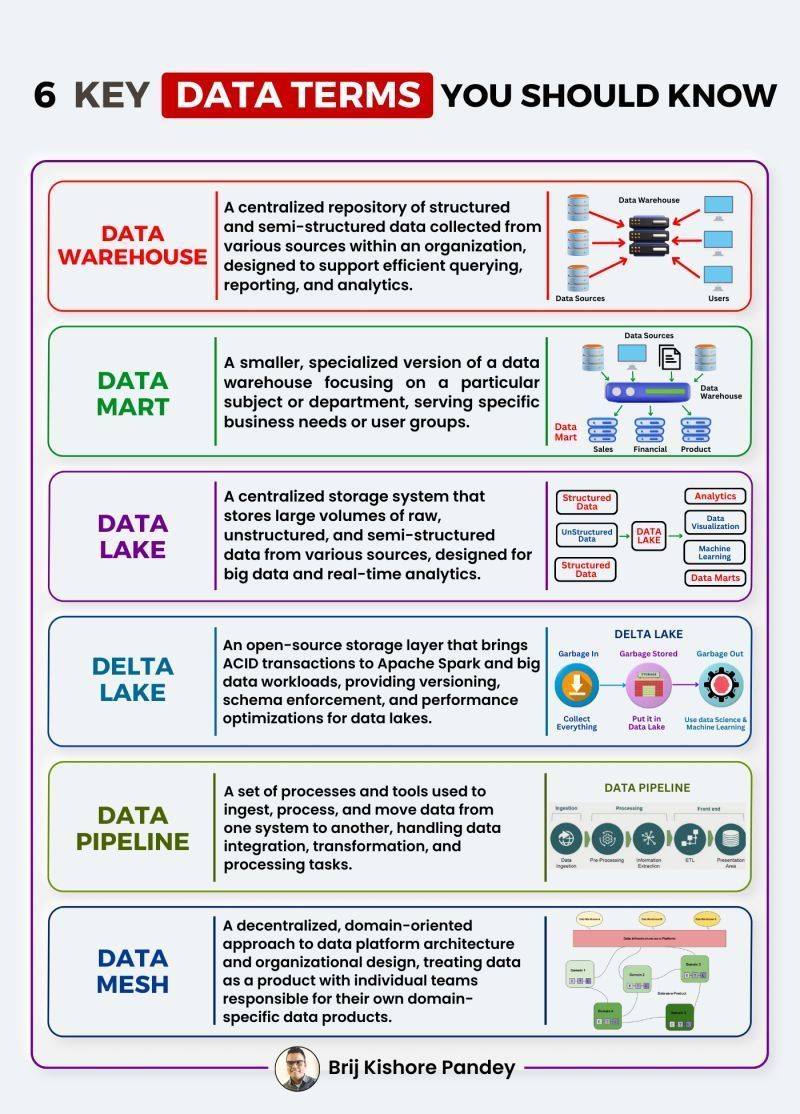 6 KEY DATA TERMS YOU SHOULD KNOW
DATA
WAREHOUSE
A centralized repository of structured
and semi-structured data collected from
various sources within an organization,
designed to support efficient querying,
reporting, and analytics.
Data Warehouse
Data Sources
Users
DATA
MART
A smaller, specialized version of a data
warehouse focusing on a particular
subject or department, serving specific
business needs or user groups.
Data Sources
Data
Warehouse
Data
Mart
Sales
Financial
Product
DATA
LAKE
A centralized storage system that
stores large volumes of raw,
unstructured, and semi-structured
data from various sources, designed for
big data and real-time analytics.
Structured
Data
UnStructured
Data
Structured
Data
DATA
LAKE
Analytics
Data
Visualization
Machine
Learning
Data Marts
DELTA
LAKE
An open-source storage layer that brings
ACID transactions to Apache Spark and big
data workloads, providing versioning,
schema enforcement, and performance
optimizations for data lakes.
DELTA LAKE
Garbage In
Garbage Stored
Garbage Out
STORAGE
Collect
Everything
Put it in
Data Lake
Use data Science &
Machine Learning
DATA
PIPELINE
A set of processes and tools used to
ingest, process, and move data from
one system to another, handling data
integration, transformation, and
processing tasks.
DATA PIPELINE
Ingestion
Processing
Front end
Data
Ingestion
Pre-Processing
Information
Extraction
ETL
Presentation
Area
DATA
MESH
A decentralized, domain-oriented
approach to data platform architecture
and organizational design, treating data
as a product with individual teams
responsible for their own domain-
specific data products.
Domain 1
Domain 2
Domain 3
Brij Kishore Pandey